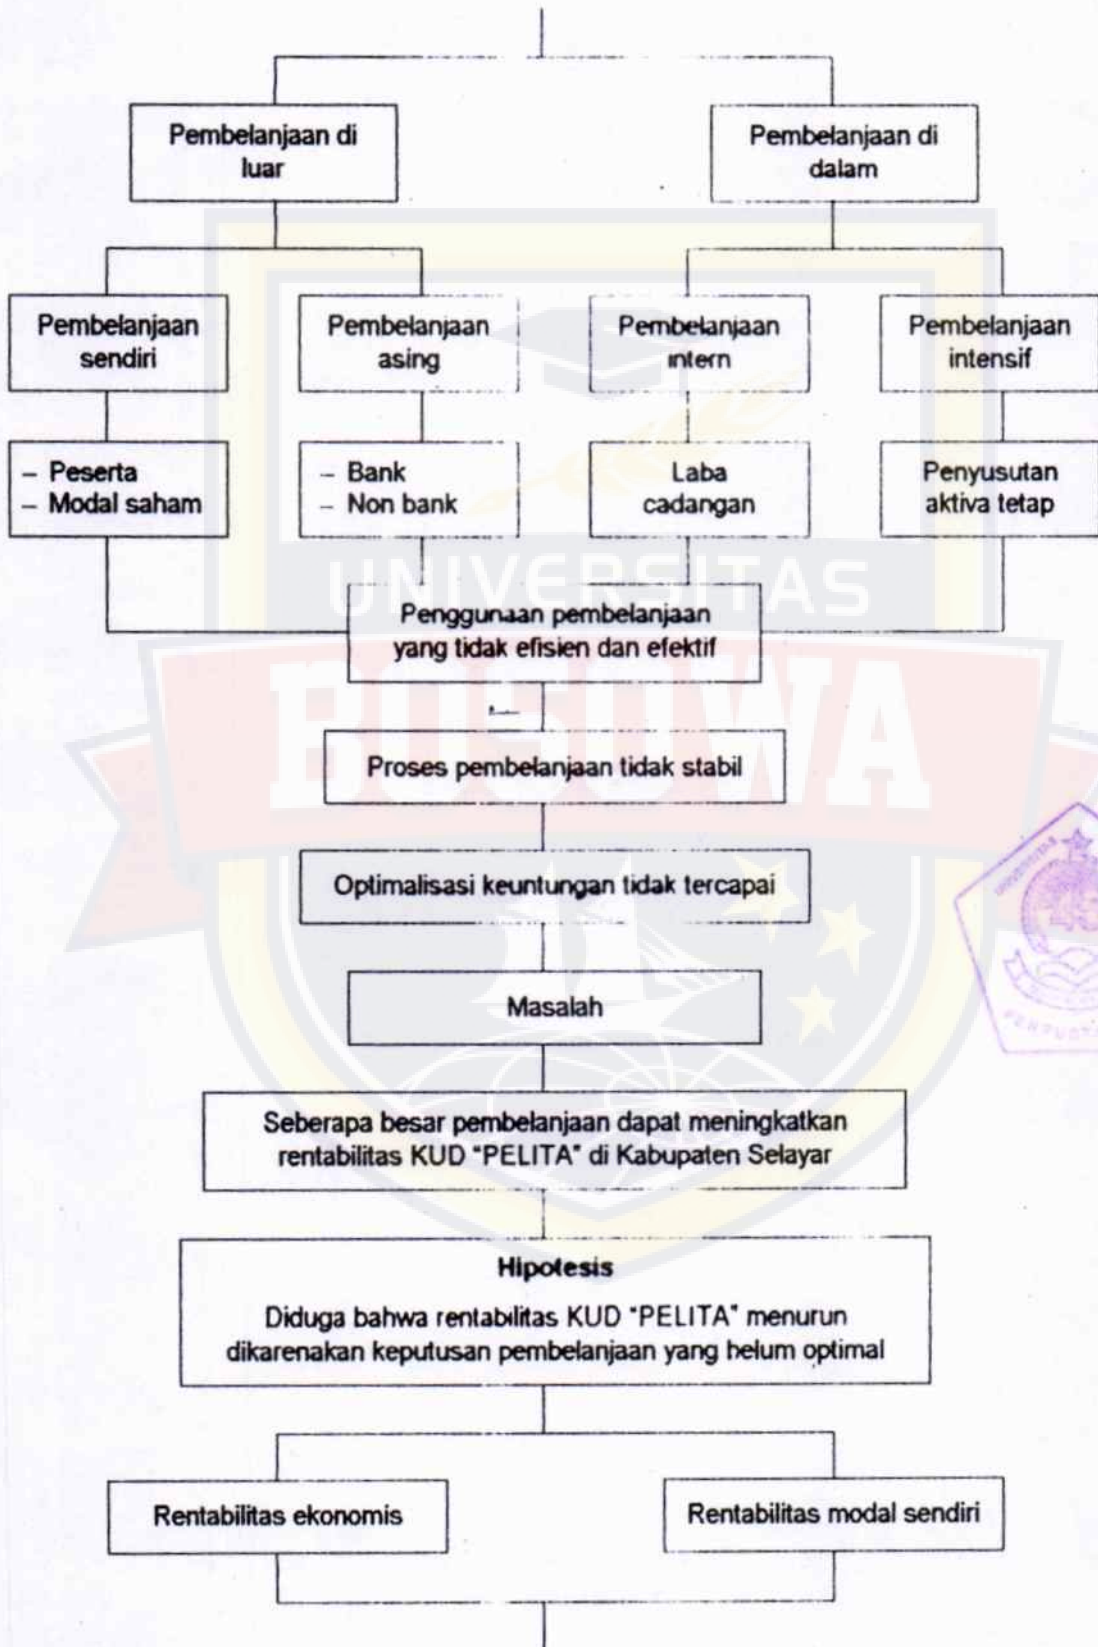 Pembelanjaan di
luar
Pembelanjaan di
dalam
Pembelanjaan
sendiri
Pembelanjaan
asing
Pembelanjaan
intern
Pembelanjaan
intensif
– Peserta
– Modal saham
– Bank
– Non bank
Laba
cadangan
Penyusutan
aktiva tetap
UNIVERSITAS
Penggunaan pembelanjaan
yang tidak efisien dan efektif
BOSOWA
Proses pembelanjaan tidak stabil
Optimalisasi keuntungan tidak tercapai
UNIVERSITAS
Masalah
Seberapa besar pembelanjaan dapat meningkatkan
rentabilitas KUD "PELITA" di Kabupaten Selayar
Hipotesis
Diduga bahwa rentabilitas KUD "PELITA" menurun
dikarenakan keputusan pembelanjaan yang helum optimal
Rentabilitas ekonomis
Rentabilitas modal sendiri